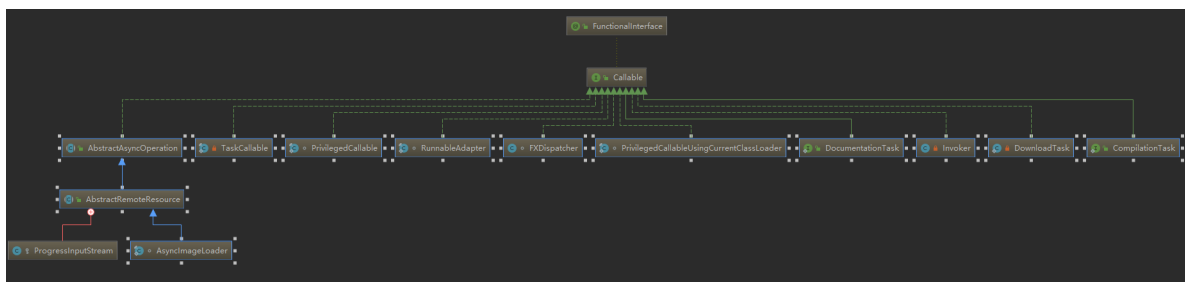 FunctionalInterface
Callable
AbstractAsyncOperation
TaskCallable
PrivilegedCallable
RunnableAdapter
FXDispatcher
PrivilegedCallableUsingCurrentClassLoader
DocumentationTask
Invoker
DownloadTask
CompilationTask
AbstractRemoteResource
ProgressInputStream
AsyncImageLoader